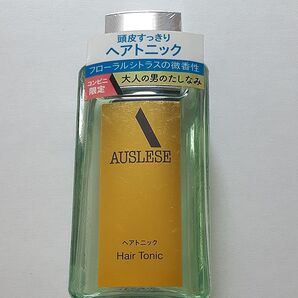 頭皮すっきり
ヘアトニック
フローラルシトラスの微香性
コンビニ
限定
大人の男のたしなみ
AUSLESE
ヘアトニック
Hair Tonic